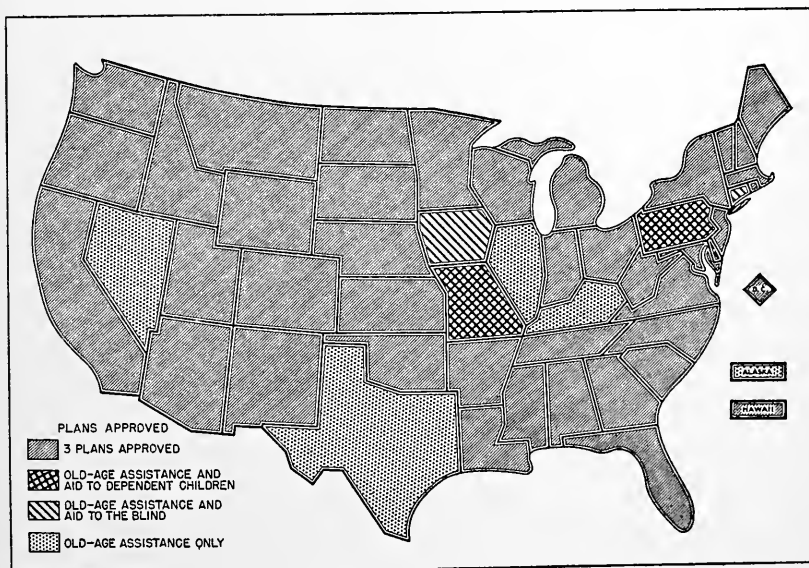 D.C.
ALASKA
HAWAII
PLANS APPROVED
3 PLANS APPROVED
OLD-AGE ASSISTANCE AND
AID TO DEPENDENT CHILDREN
OLD-AGE ASSISTANCE AND
AID TO THE BLIND
OLD-AGE ASSISTANCE ONLY